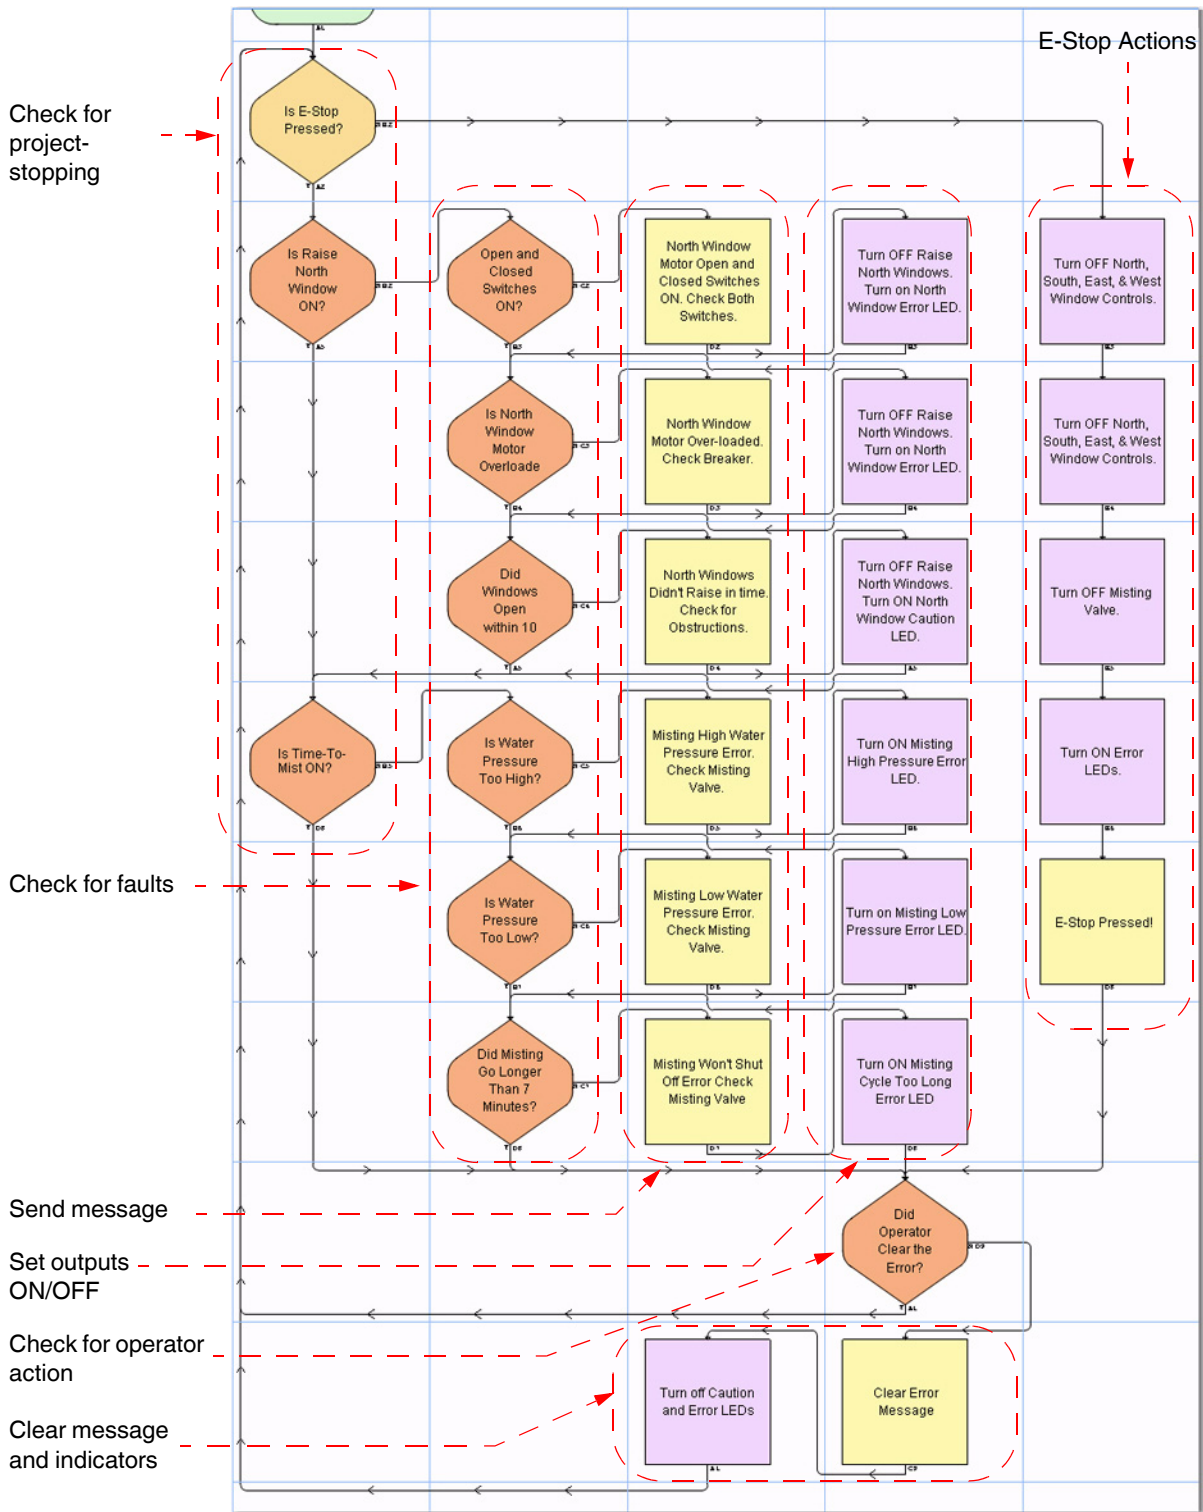 E-Stop Actions
Check for
project-
stopping
Is E-Stop
Pressed?
Is Raise
North
Window
ON?
Open and
Closed
Switches
ON?
North Window
Motor Open and
Closed Switches
ON. Check Both
Switches.
Turn OFF Raise
North Windows.
Turn on North
Window Error LED.
Turn OFF North,
South, East, & West
Window Controls.
Is North
Window
Motor
Overloade
North Window
Motor Over-loaded.
Check Breaker.
Turn OFF Raise
North Windows.
Turn on North
Window Error LED.
Turn OFF North,
South, East, & West
Window Controls.
Did
Windows
Open
within 10
North Windows
Didn't Raise in time.
Check for
Obstructions.
Turn OFF Raise
North Windows.
Turn ON North
Window Caution
LED.
Turn OFF Misting
Valve.
Is Time-To-
Mist ON?
Is Water
Pressure
Too High?
Misting High Water
Pressure Error.
Check Misting
Valve.
Turn ON Misting
High Pressure Error
LED.
Turn ON Error
LEDs.
Check for faults
Is Water
Pressure
Too Low?
Misting Low Water
Pressure Error.
Check Misting
Valve.
Turn on Misting Low
Pressure Error LED.
E-Stop Pressed!
Did Misting
Go Longer
Than 7
Minutes?
Misting Won't Shut
Off Error Check
Misting Valve
Turn ON Misting
Cycle Too Long
Error LED
Send message
Set outputs
ON/OFF
Did
Operator
Clear the
Error?
Check for operator
action
Clear message
and indicators
Turn off Caution
and Error LEDs
Clear Error
Message